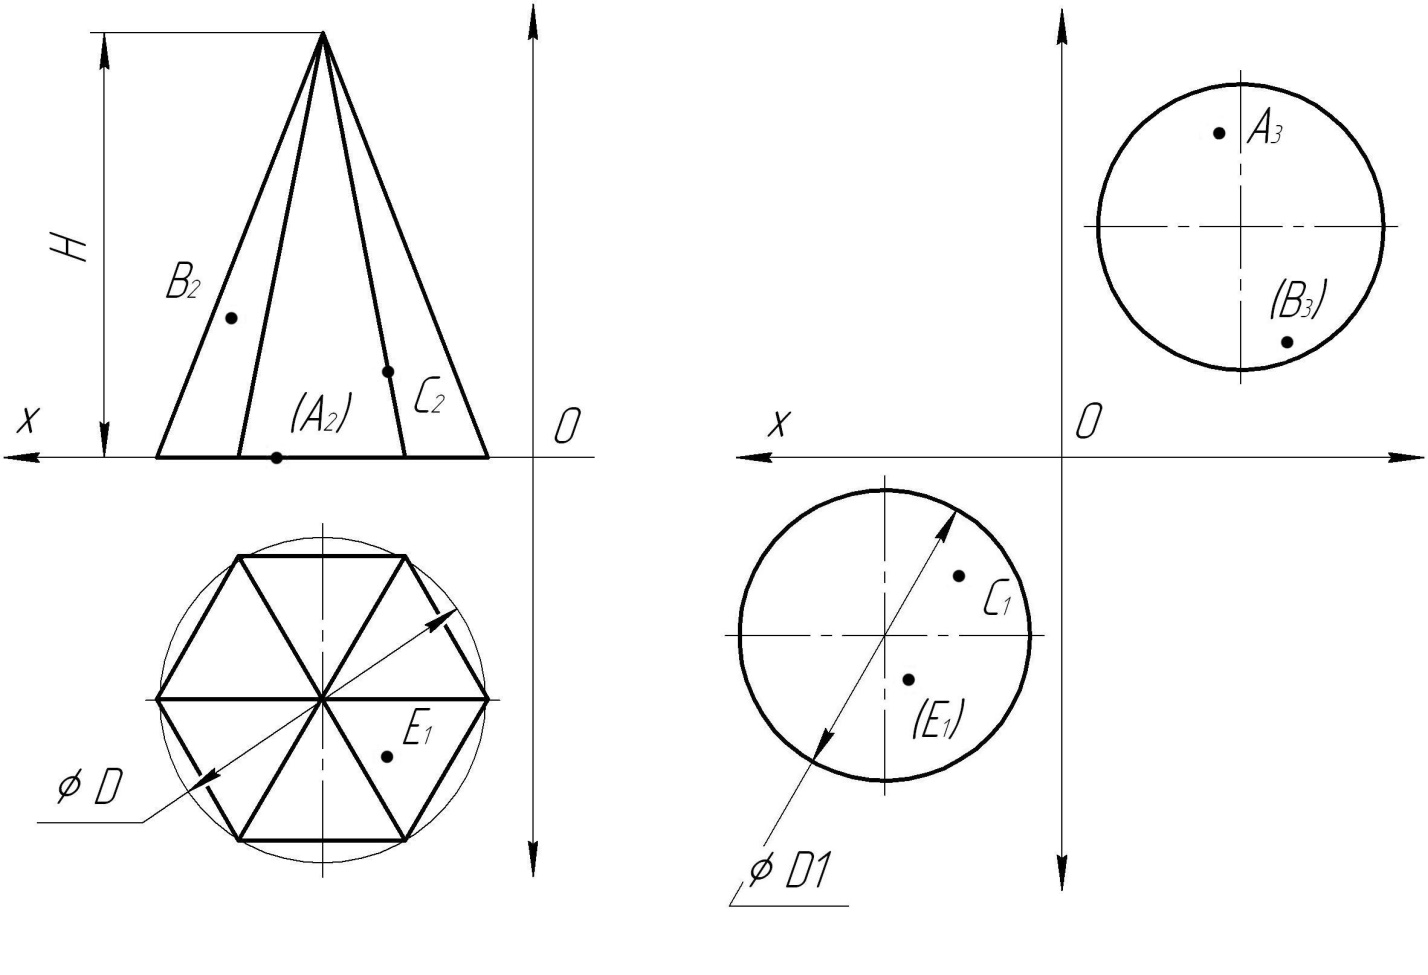 H
B2
C2
(A2)
x
O
E1
ϕ D
A3
(B3)
x
O
C1
(E1)
ϕ D1